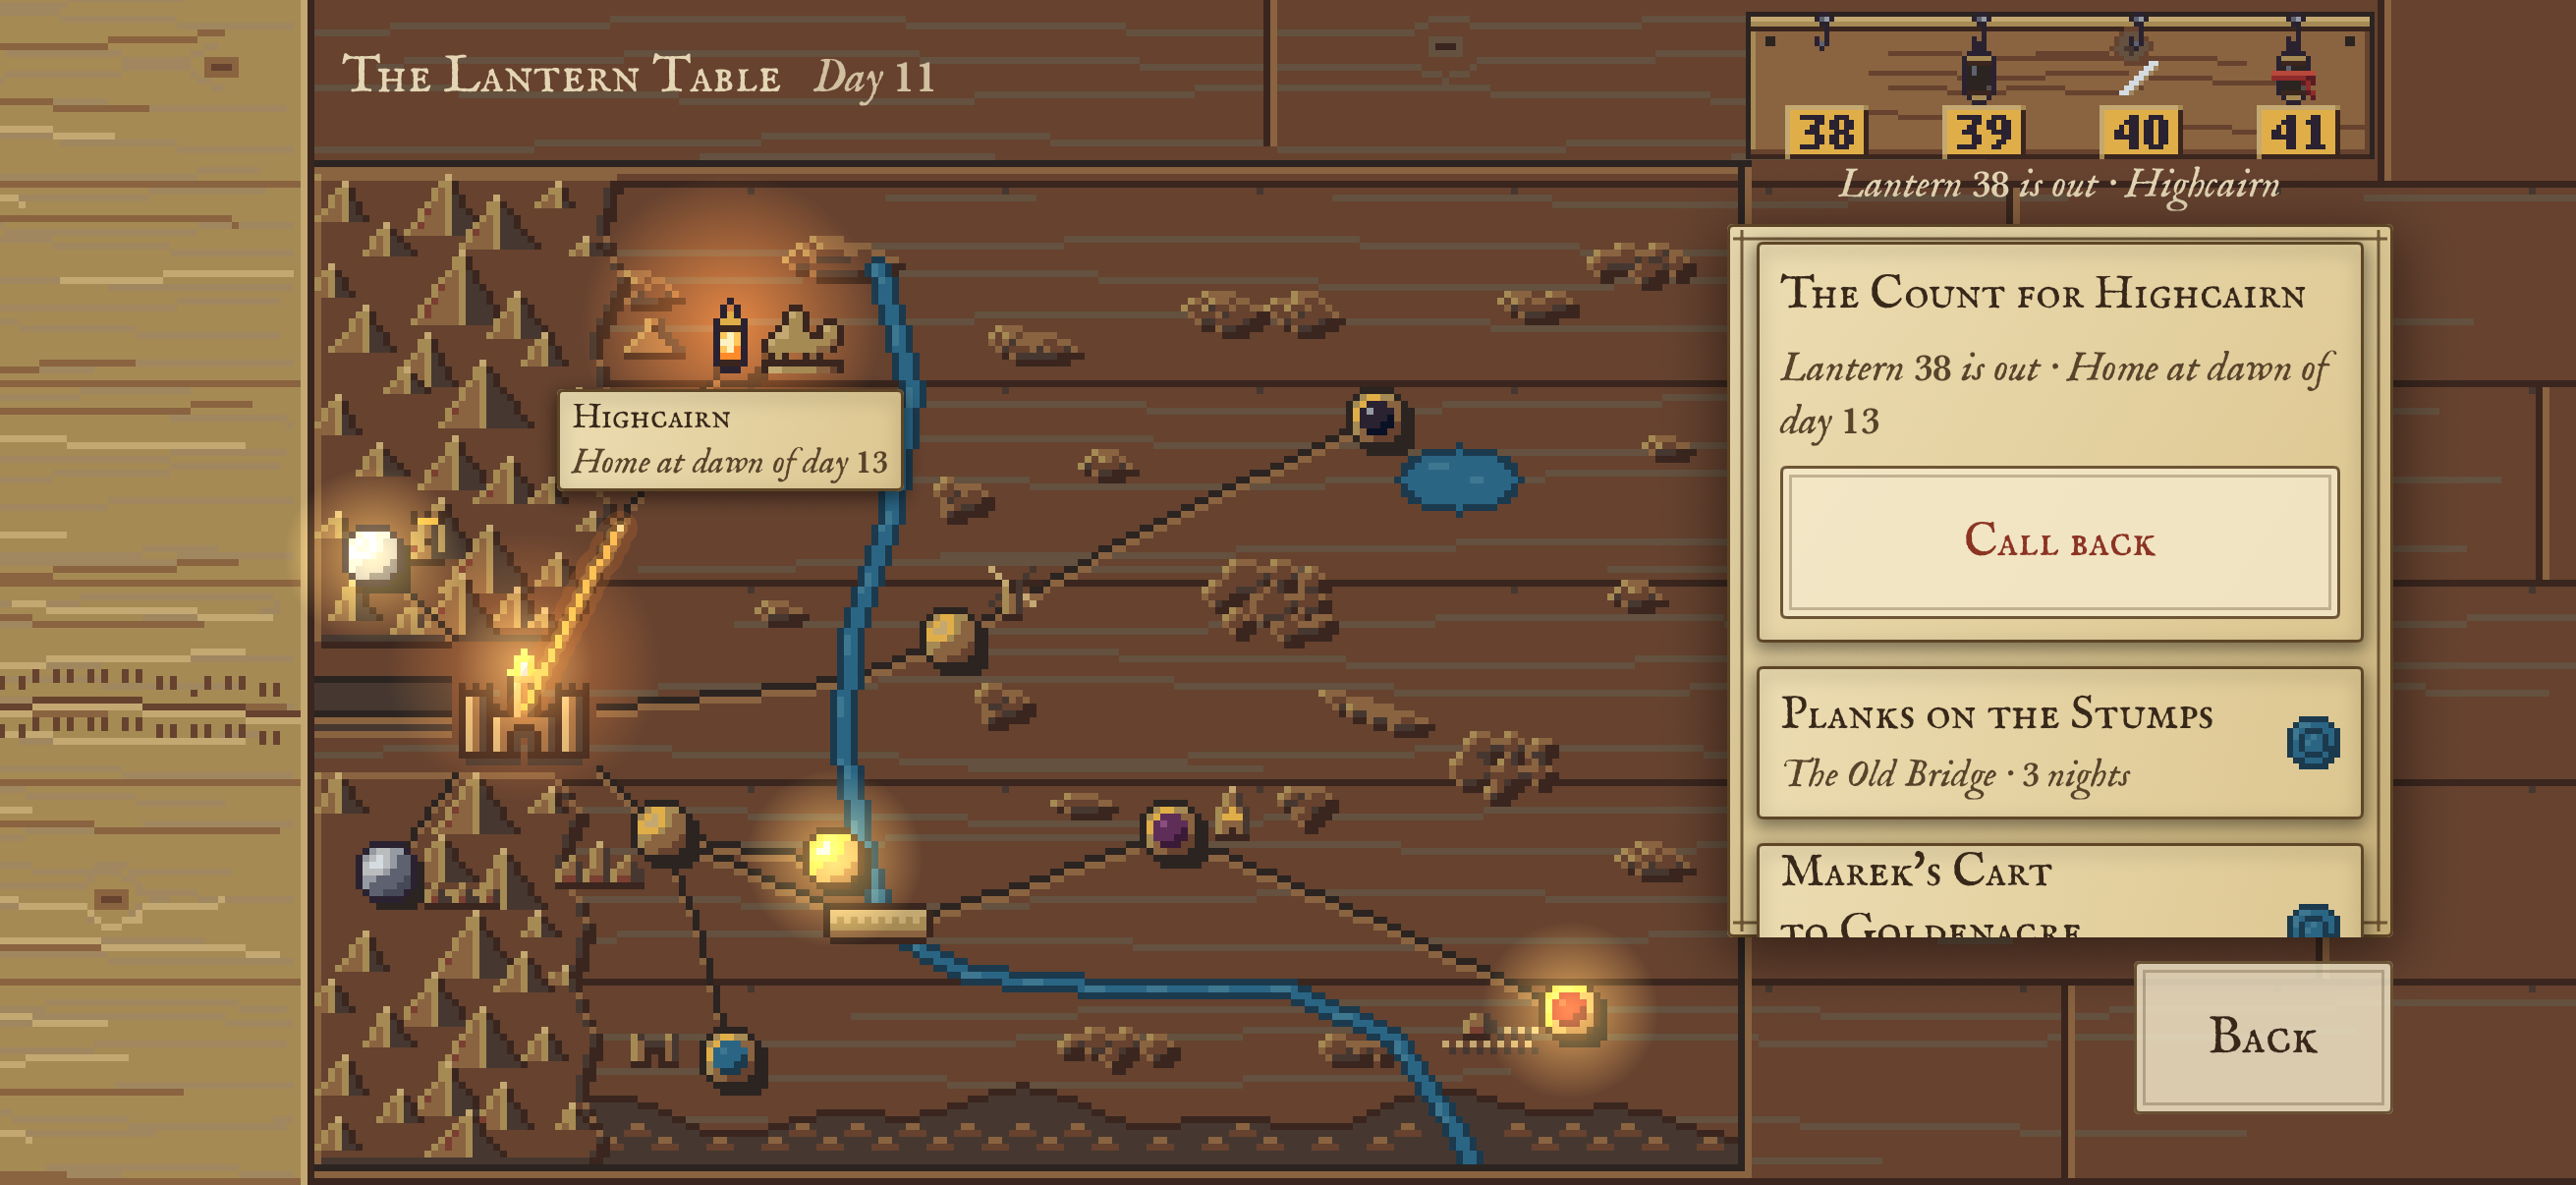 The Lantern Table Day 11
38 39 40 41
Lantern 38 is out · Highcairn
The Count for Highcairn
Lantern 38 is out · Home at dawn of
day 13
Call back
Highcairn
Home at dawn of day 13
Planks on the Stumps
The Old Bridge · 3 nights
Marek's Cart
to Goldenacre
Back